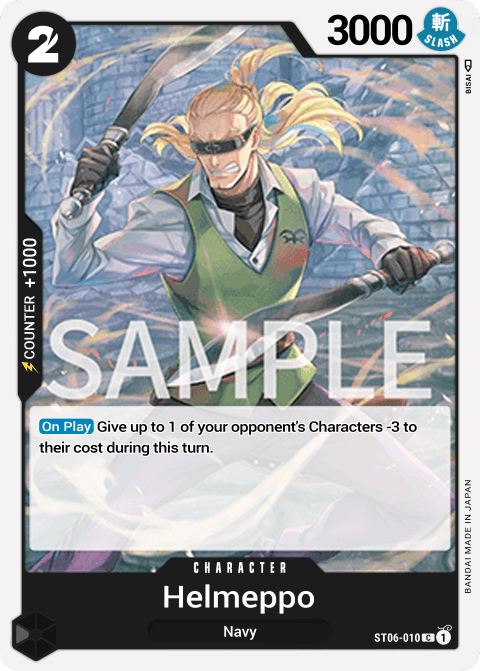 2
3000
斬
SLASH
BISAI
COUNTER +1000
SAMPLE
On Play Give up to 1 of your opponent's Characters -3 to
their cost during this turn.
BANDAI MADE IN JAPAN
CHARACTER
Helmeppo
Navy
ST06-010 C 1